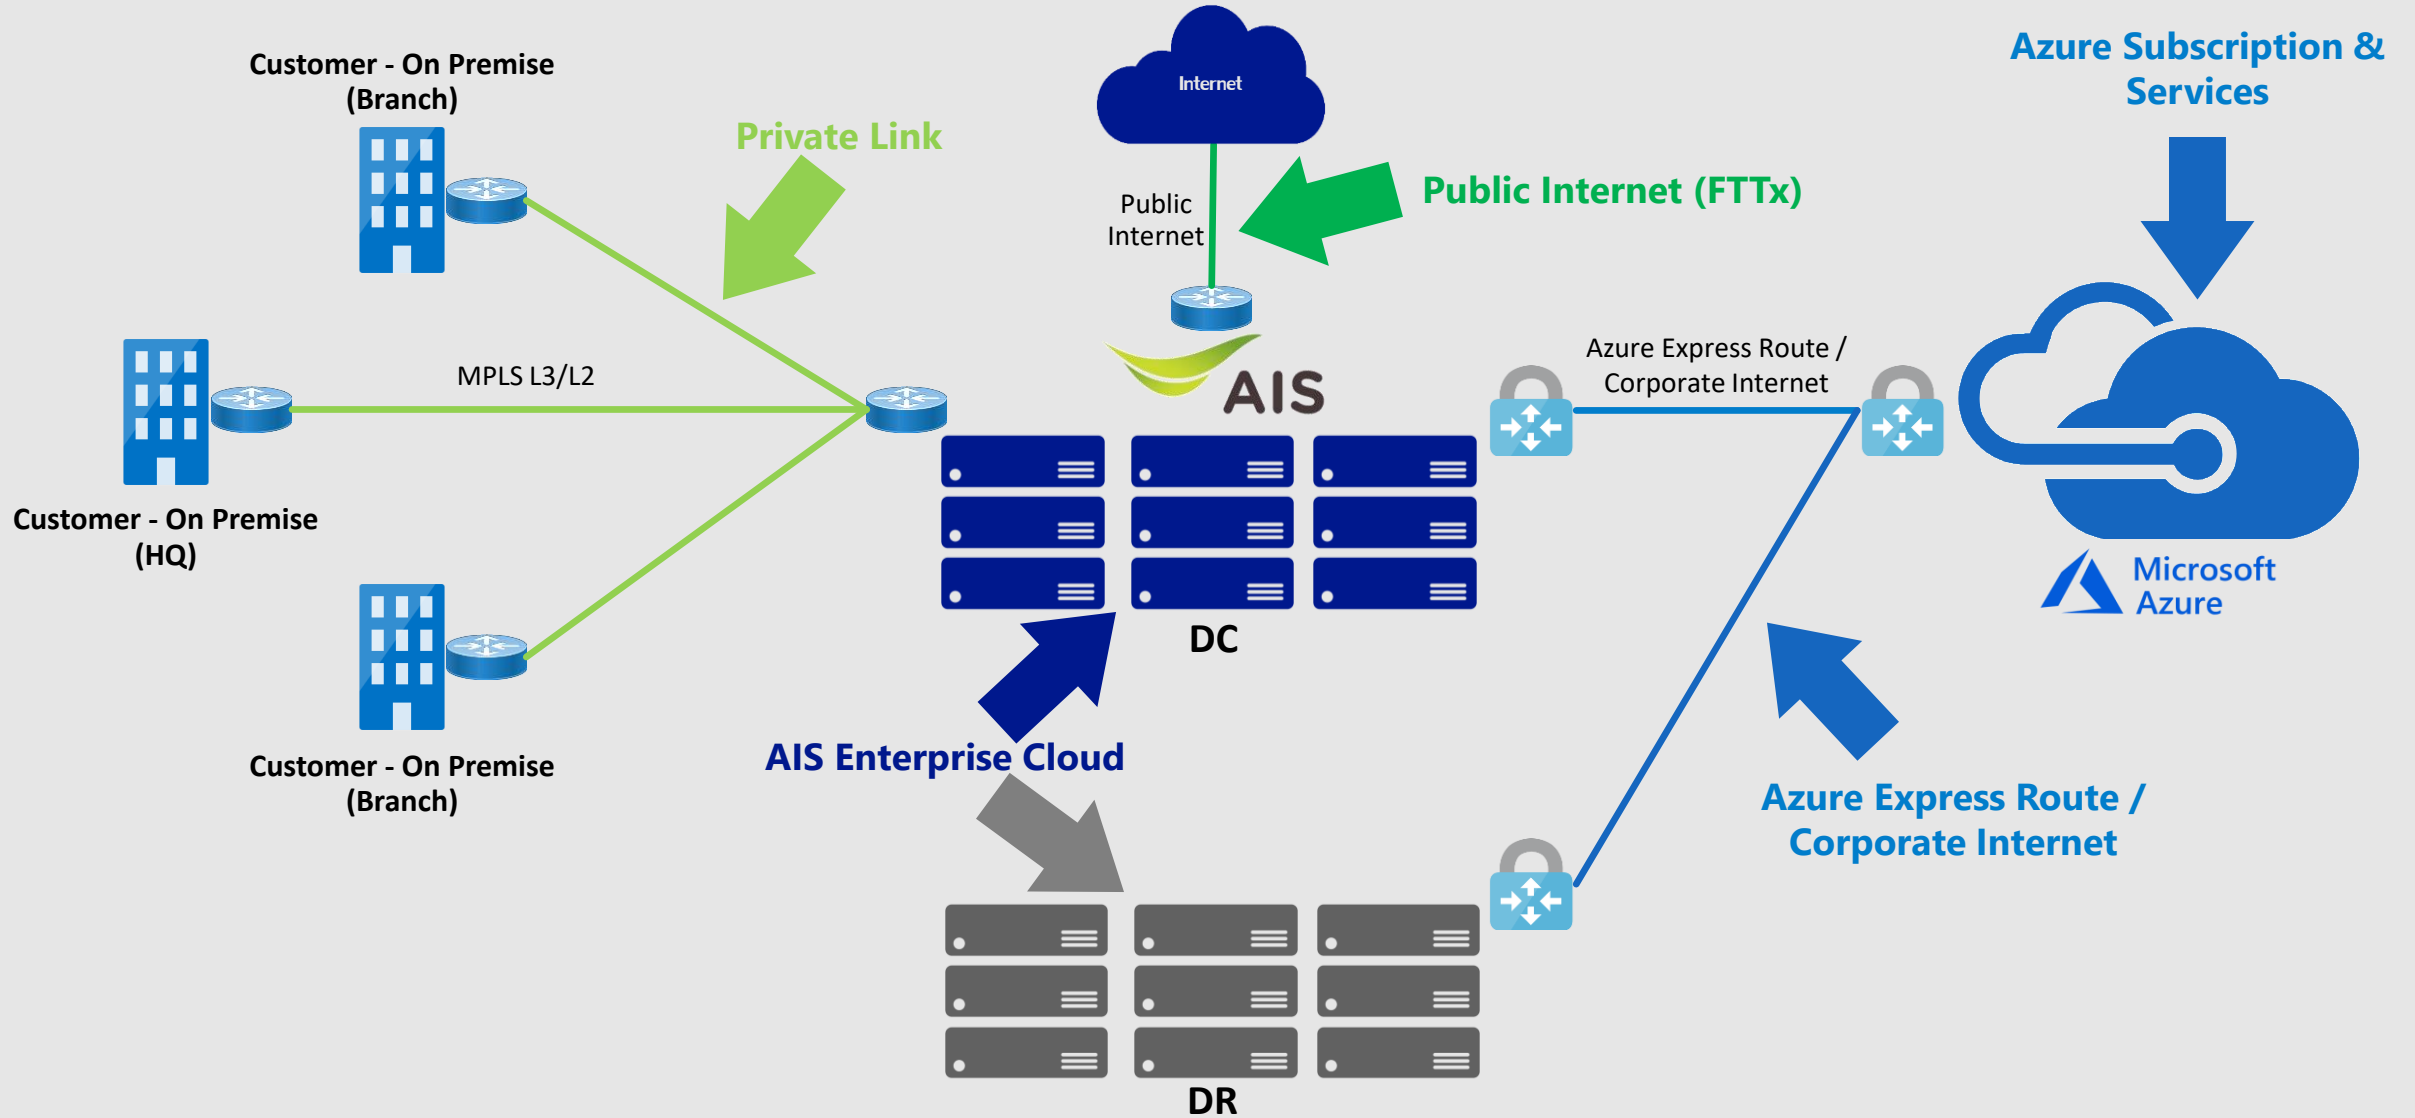 Customer - On Premise
(Branch)
Private Link
Internet
Public
Internet
Public Internet (FTTx)
Azure Subscription &
Services
MPLS L3/L2
AIS
Azure Express Route /
Corporate Internet
Customer - On Premise
(HQ)
Microsoft
Azure
DC
Customer - On Premise
(Branch)
AIS Enterprise Cloud
Azure Express Route /
Corporate Internet
DR